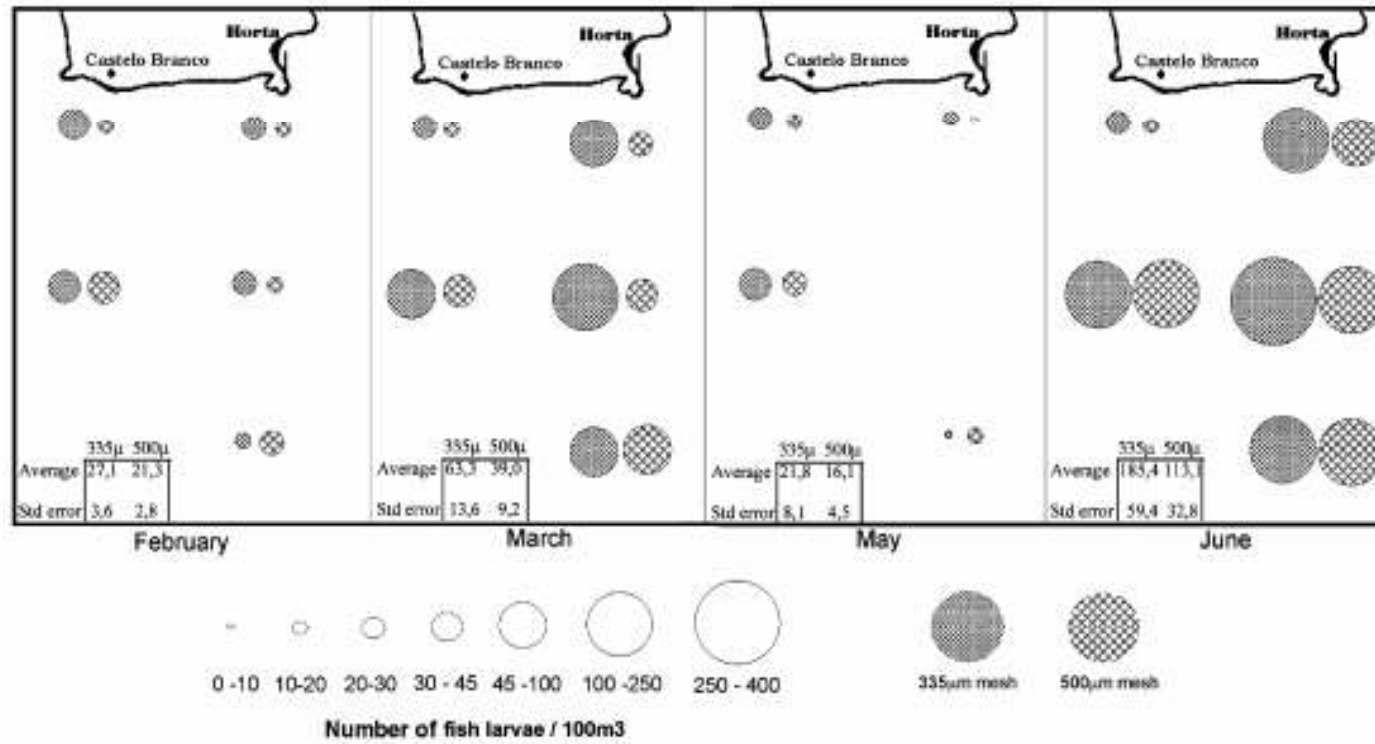 Horta Horta Horta Horta
Castelo Branco Castelo Branco Castelo Branco Castelo Branco
335µ 500µ 335µ 500µ 335µ 500µ 335µ 500µ
Average 27,1 21,3 Average 63,3 39,0 Average 21,8 16,1 Average 185,4 113,1
Std error 3,6 2,8 Std error 13,6 9,2 Std error 8,1 4,5 Std error 59,4 32,8
February March May June
0 -10 10-20 20-30 30 - 45 45 -100 100 -250 250 - 400 335µm mesh 500µm mesh
Number of fish larvae / 100m3